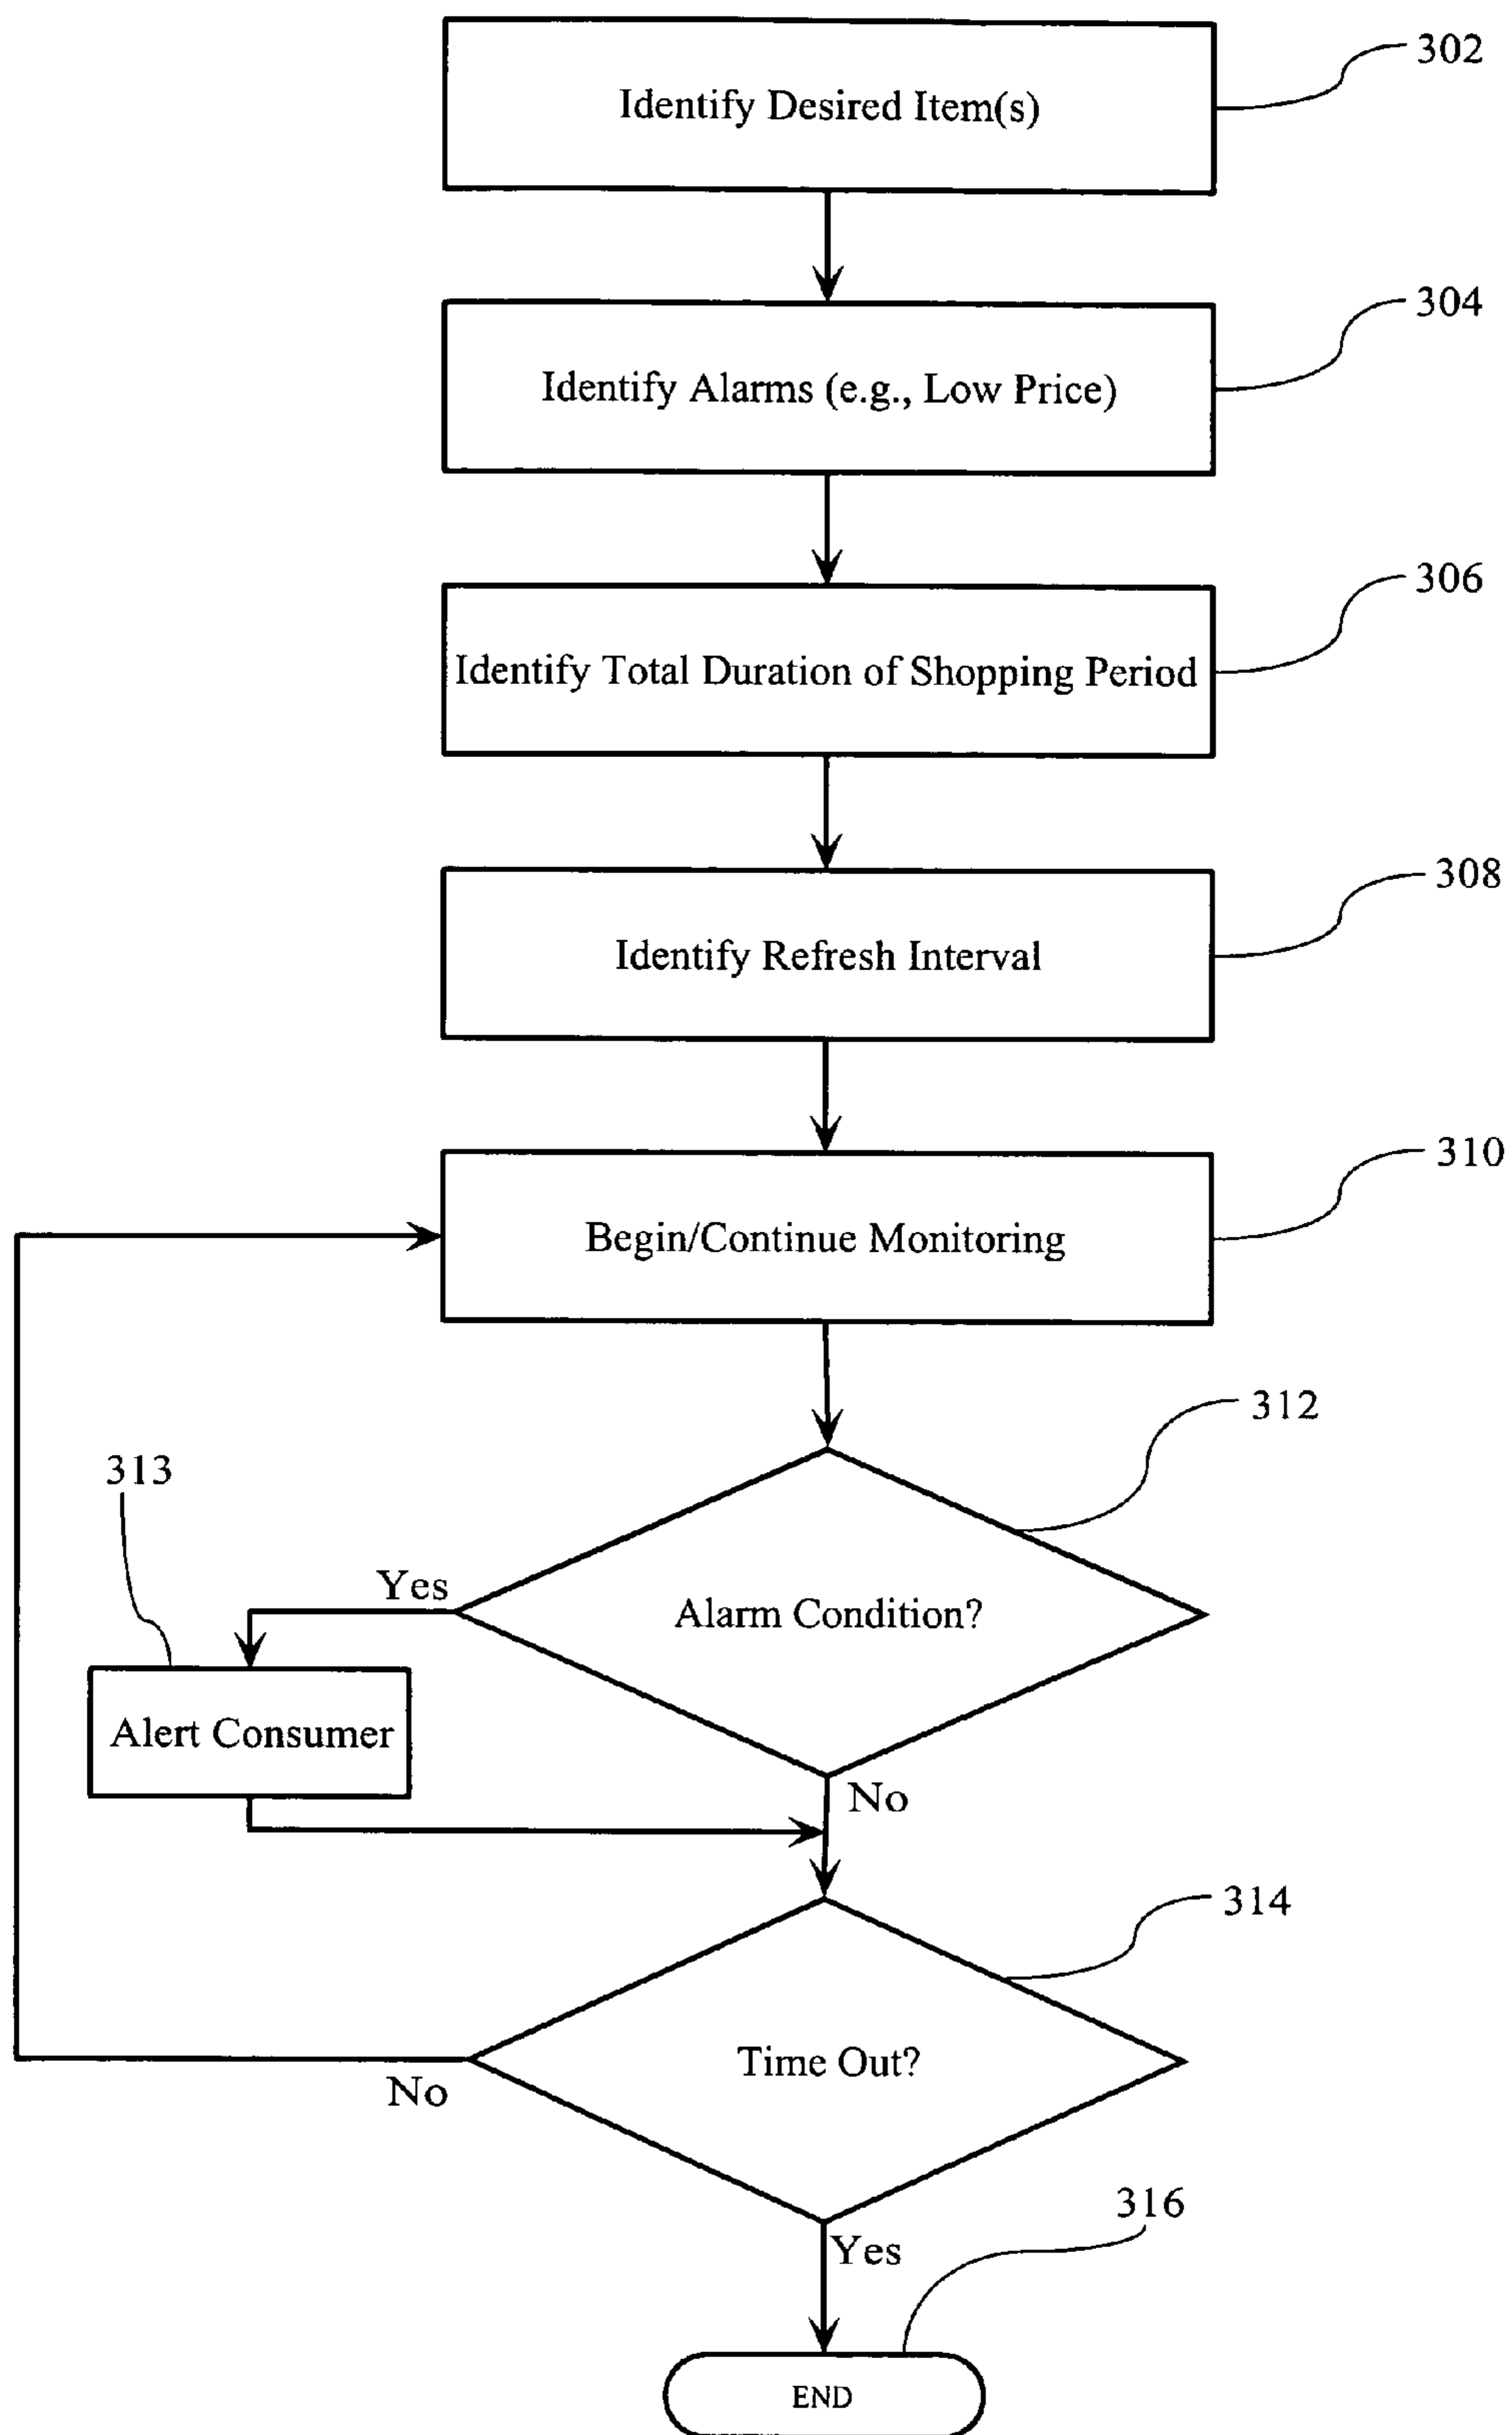 Identify Desired Item(s)
302
Identify Alarms (e.g., Low Price)
304
Identify Total Duration of Shopping Period
306
Identify Refresh Interval
308
Begin/Continue Monitoring
310
312
313
Yes
Alarm Condition?
Alert Consumer
No
314
Time Out?
No
316
Yes
END